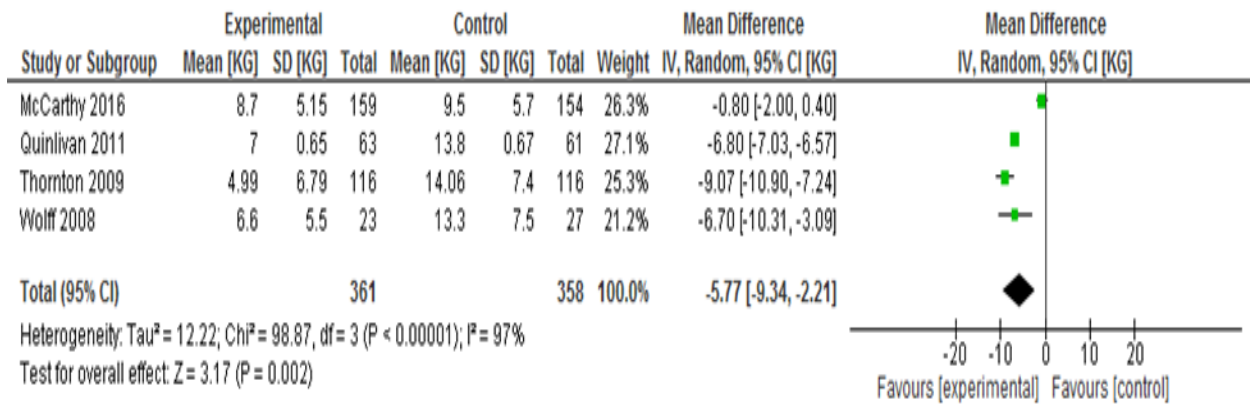 Experimental Control Mean Difference Mean Difference
Study or Subgroup Mean [KG] SD [KG] Total Mean [KG] SD [KG] Total Weight IV, Random, 95% CI [KG] IV, Random, 95% CI [KG]
McCarthy 2016 8.7 5.15 159 9.5 5.7 154 26.3% -0.80 [-2.00, 0.40]
Quinlivan 2011 7 0.65 63 13.8 0.67 61 27.1% -6.80 [-7.03, -6.57]
Thornton 2009 4.99 6.79 116 14.06 7.4 116 25.3% -9.07 [-10.90, -7.24]
Wolff 2008 6.6 5.5 23 13.3 7.5 27 21.2% -6.70 [-10.31, -3.09]
Total (95% CI) 361 358 100.0% -5.77 [-9.34, -2.21]
Heterogeneity: Tau² = 12.22; Chi² = 98.87, df = 3 (P < 0.00001); I² = 97%
Test for overall effect: Z = 3.17 (P = 0.002)
-20 -10 0 10 20
Favours [experimental] Favours [control]